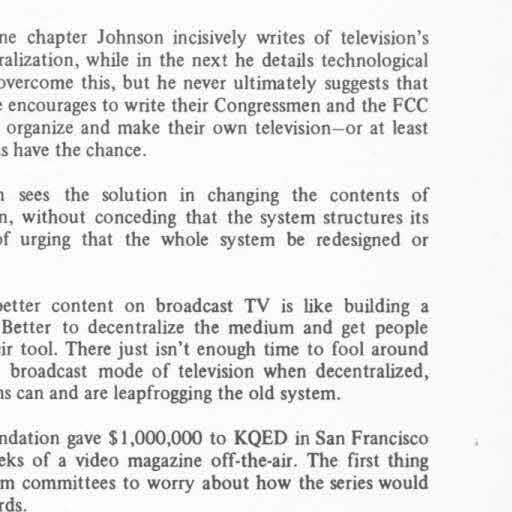 ne chapter Johnson incisively writes of television's
ralization, while in the next he details technological
overcome this, but he never ultimately suggests that
e encourages to write their Congressmen and the FCC
organize and make their own television—or at least
s have the chance.
n sees the solution in changing the contents of
n, without conceding that the system structures its
of urging that the whole system be redesigned or
better content on broadcast TV is like building a
Better to decentralize the medium and get people
ir tool. There just isn't enough time to fool around
broadcast mode of television when decentralized,
ns can and are leapfrogging the old system.
ndation gave $1,000,000 to KQED in San Francisco
eks of a video magazine off-the-air. The first thing
m committees to worry about how the series would
rds.